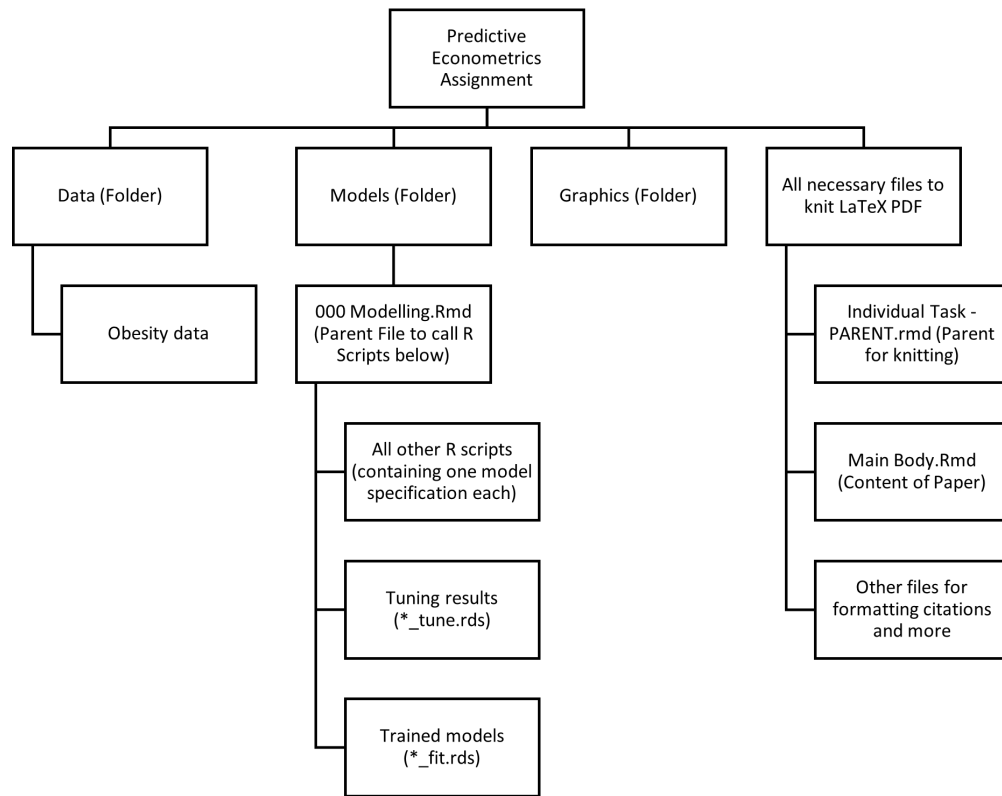 Predictive
Econometrics
Assignment
Data (Folder)
Models (Folder)
Graphics (Folder)
All necessary files to
knit LaTeX PDF
Obesity data
000 Modelling.Rmd
(Parent File to call R
Scripts below)
All other R scripts
(containing one model
specification each)
Tuning results
(*_tune.rds)
Trained models
(*_fit.rds)
Individual Task -
PARENT.rmd (Parent
for knitting)
Main Body.Rmd
(Content of Paper)
Other files for
formatting citations
and more